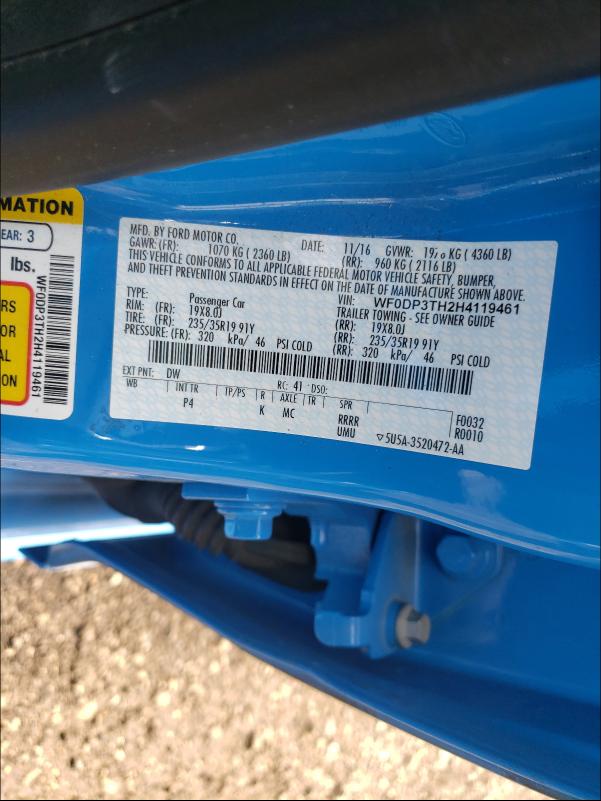 MATION
EAR: 3
lbs.
RS
OR
AL
ION
WF0DP3TH2H4119461
MFD. BY FORD MOTOR CO.
DATE: 11/16 GVWR: KG ( 4360 LB)
GAWR:(FR): 1070 KG ( 2360 LB) (RR): 960 KG ( 2116 LB)
THIS VEHICLE CONFORMS TO ALL APPLICABLE FEDERAL MOTOR VEHICLE SAFETY, BUMPER,
AND THEFT PREVENTION STANDARDS IN EFFECT ON THE DATE OF MANUFACTURE SHOWN ABOVE.
VIN: WF0DP3TH2H4119461
TYPE: Passenger Car TRAILER TOWING - SEE OWNER GUIDE
RIM: (FR): 19X8.0J (RR): 19X8.0J
TIRE: (FR): 235/35R19 91Y (RR): 235/35R19 91Y
PRESSURE: (FR): 320 kPa/ 46 PSI COLD (RR): 320 kPa/ 46 PSI COLD
EXT PNT: DW RC: 41 DSO:
WB INT TR TP/PS R AXLE TR SPR
P4 K MC RRRR F0032
UMU R0010
▽5U5A-3520472-AA